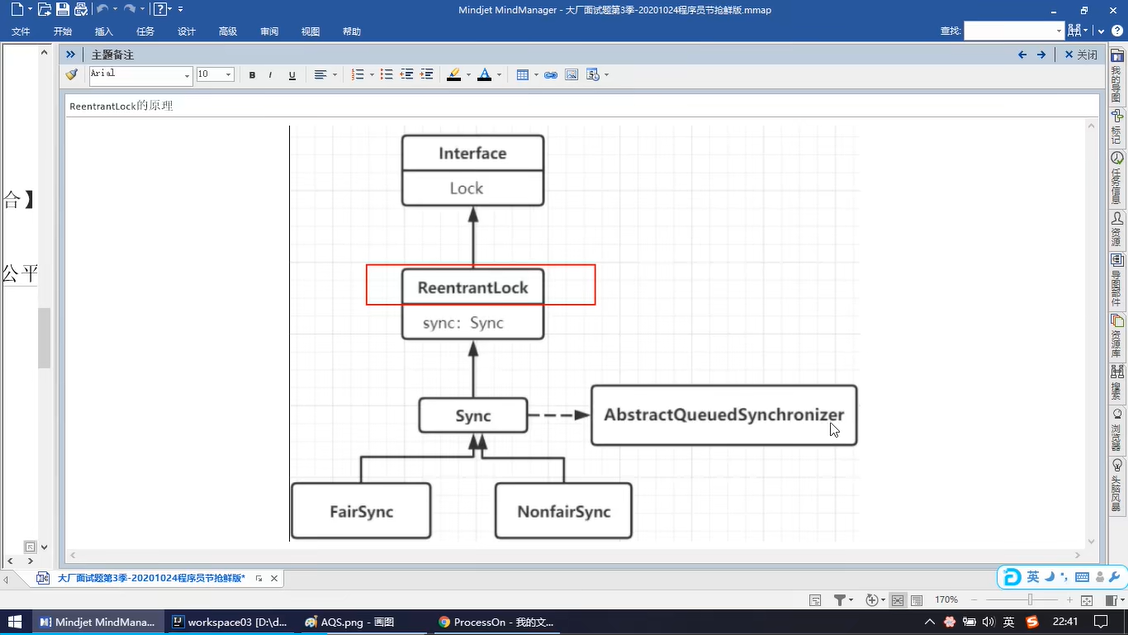 Mindjet MindManager - 大厂面试题第3季-20201024程序员节抢鲜版.mmap
文件 开始 插入 任务 设计 高级 审阅 视图 帮助 查找:
主题备注 关闭
Arial 10 B I U
ReentrantLock的原理
合】
公平
Interface
Lock
ReentrantLock
sync: Sync
Sync
AbstractQueuedSynchronizer
FairSync
NonfairSync
我的导图
标记
任务信息
资源
导图部件
资源库
搜索
浏览器
头脑风暴
大厂面试题第3季-20201024程序员节抢鲜版*
英
170%
Mindjet MindMana...
workspace03 [D:\d...
AQS.png - 画图
ProcessOn - 我的文...
英
22:41